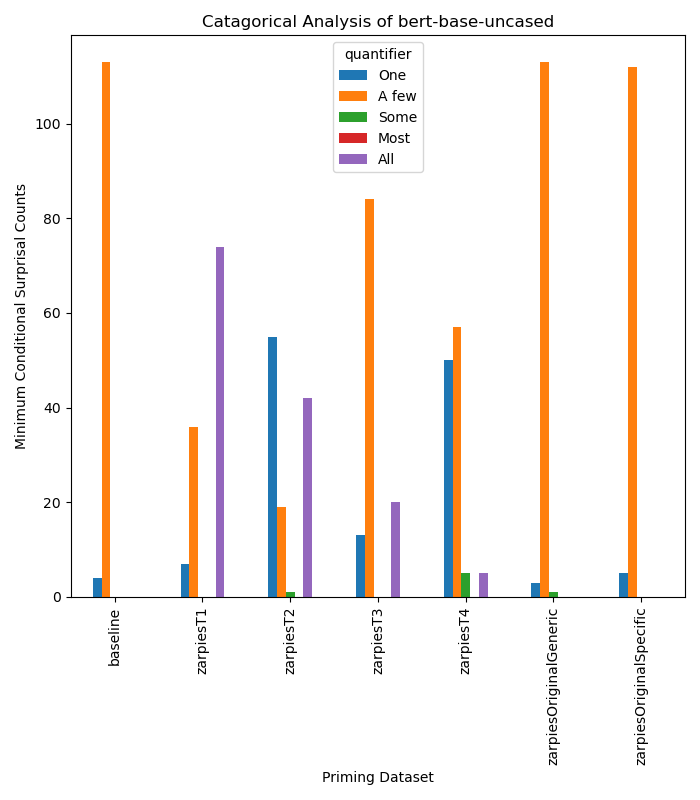 Catagorical Analysis of bert-base-uncased
quantifier
One
A few
Some
Most
All
Minimum Conditional Surprisal Counts
100
80
60
40
20
0
baseline
zarpiesT1
zarpiesT2
zarpiesT3
zarpiesT4
zarpiesOriginalGeneric
zarpiesOriginalSpecific
Priming Dataset